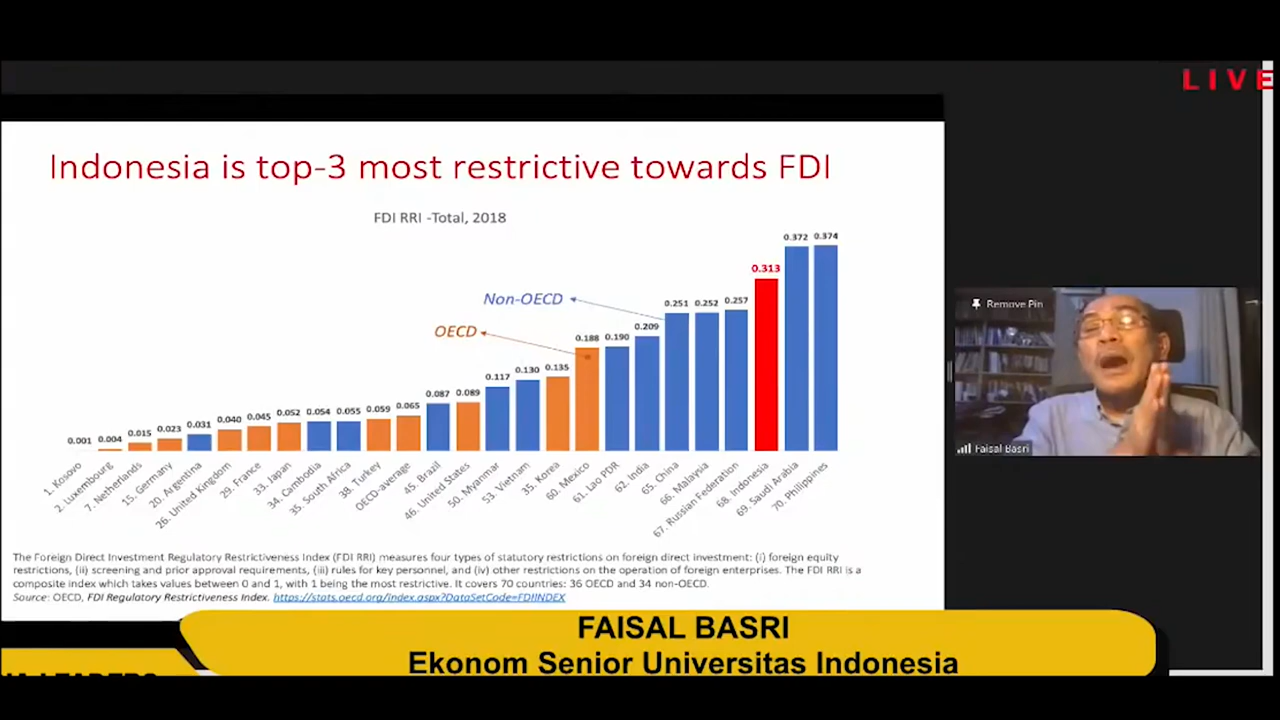 LIVE
Indonesia is top-3 most restrictive towards FDI
FDI RRI -Total, 2018
0.001
0.004
0.015
0.023
0.031
0.040
0.045
0.052
0.054
0.055
0.059
0.065
0.087
0.089
0.117
0.130
0.135
0.188
0.190
0.209
0.251
0.252
0.257
0.313
0.372
0.374
Non-OECD
OECD
1. Kosovo
2. Luxembourg
7. Netherlands
15. Germany
20. Argentina
26. United Kingdom
29. France
33. Japan
34. Cambodia
35. South Africa
38. Turkey
OECD-average
45. Brazil
46. United States
50. Myanmar
53. Vietnam
35. Korea
60. Mexico
61. Lao PDR
62. India
65. China
66. Malaysia
67. Russian Federation
68. Indonesia
69. Saudi Arabia
70. Philippines
The Foreign Direct Investment Regulatory Restrictiveness Index (FDI RRI) measures four types of statutory restrictions on foreign direct investment: (i) foreign equity
restrictions, (ii) screening and prior approval requirements, (iii) rules for key personnel, and (iv) other restrictions on the operation of foreign enterprises. The FDI RRI is a
composite index which takes values between 0 and 1, with 1 being the most restrictive. It covers 70 countries: 36 OECD and 34 non-OECD.
Source: OECD, FDI Regulatory Restrictiveness Index. https://stats.oecd.org/Index.aspx?DataSetCode=FDIINDEX
Remove Pin
Faisal Basri
FAISAL BASRI
Ekonom Senior Universitas Indonesia